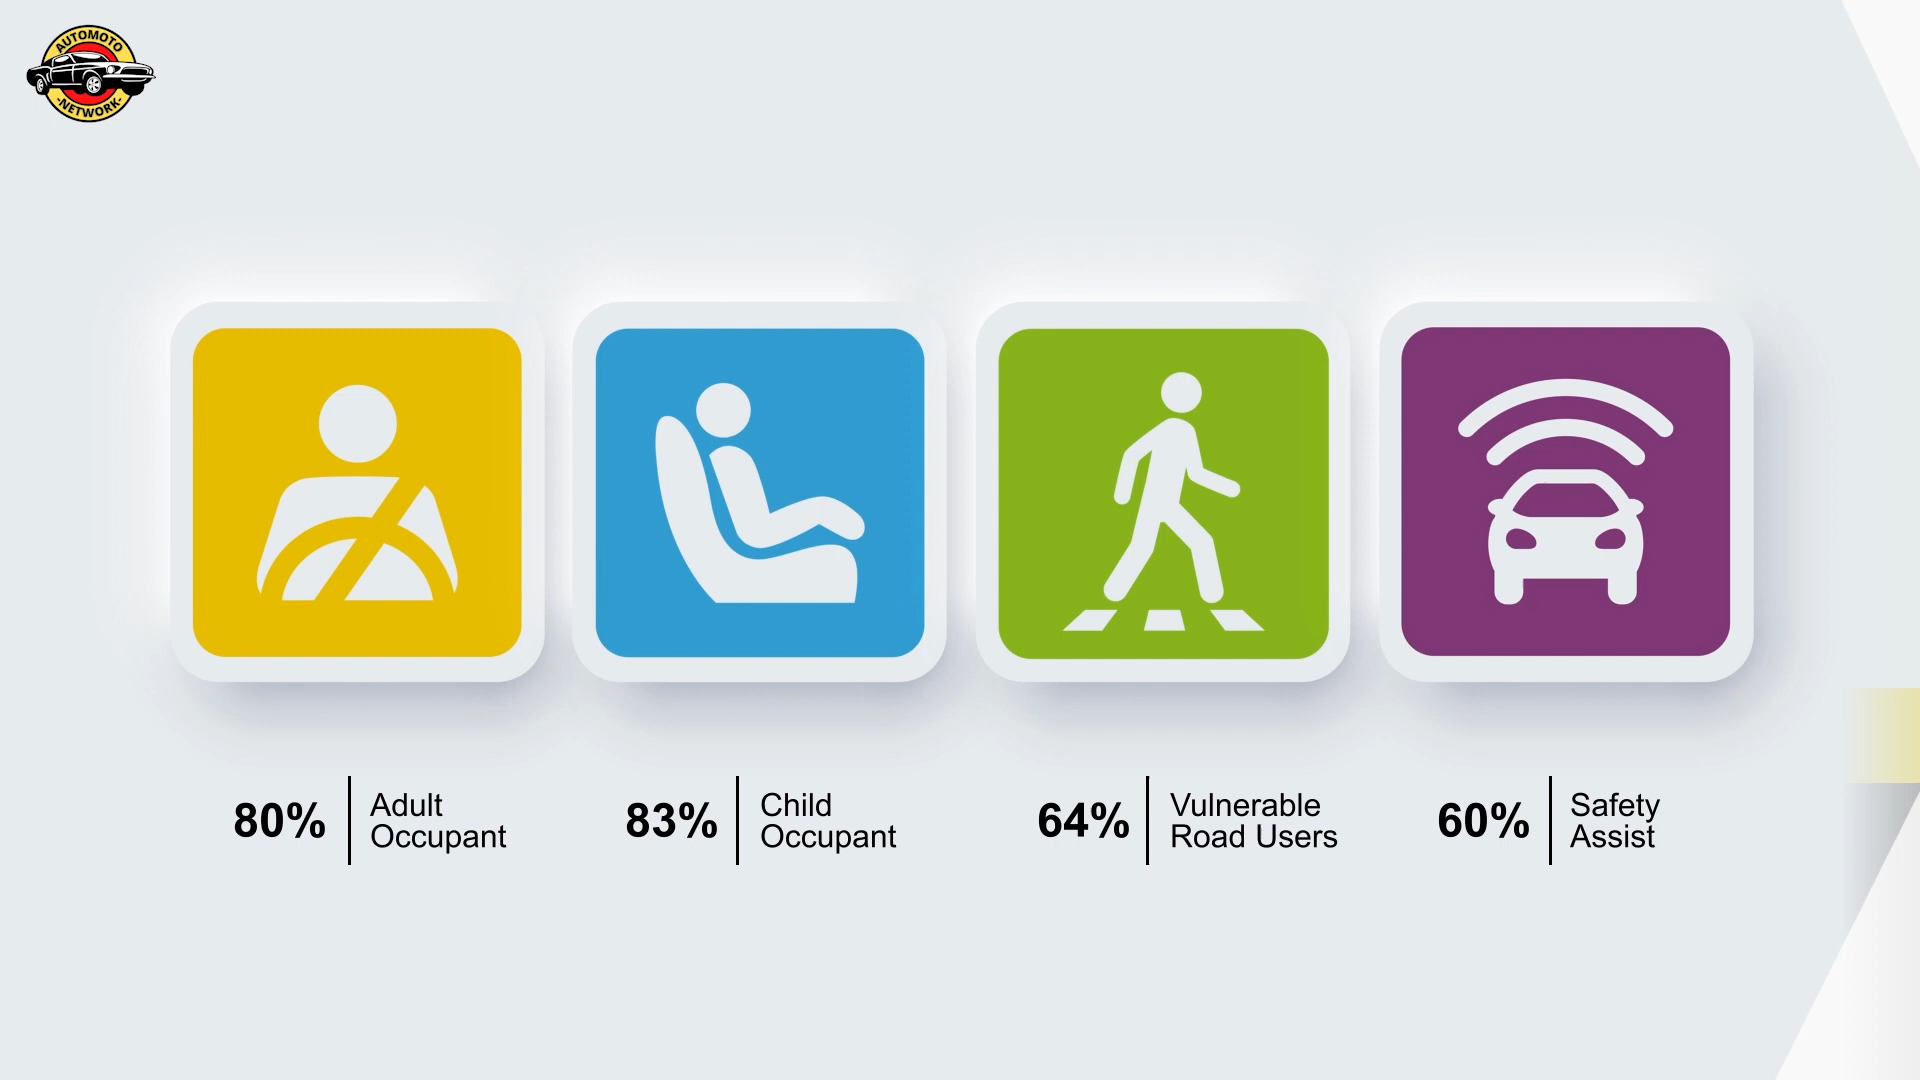 AUTOMOTO
-NETWORK-
80%
Adult
Occupant
83%
Child
Occupant
64%
Vulnerable
Road Users
60%
Safety
Assist